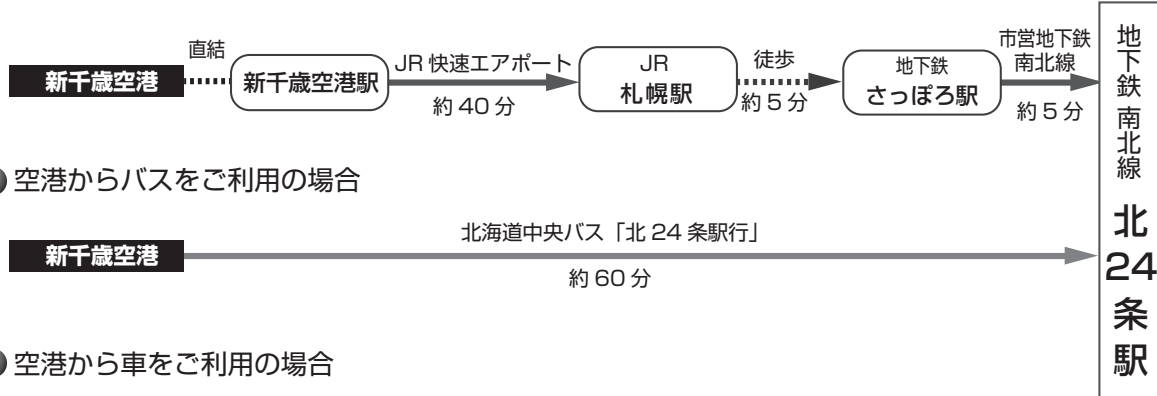 新千歳空港
直結
新千歳空港駅
JR 快速エアポート
約 40 分
JR
札幌駅
徒歩
約 5 分
地下鉄
さっぽろ駅
市営地下鉄
南北線
約 5 分
地下鉄 南北線
北24条駅
空港からバスをご利用の場合
新千歳空港
北海道中央バス「北 24 条駅行」
約 60 分
空港から車をご利用の場合